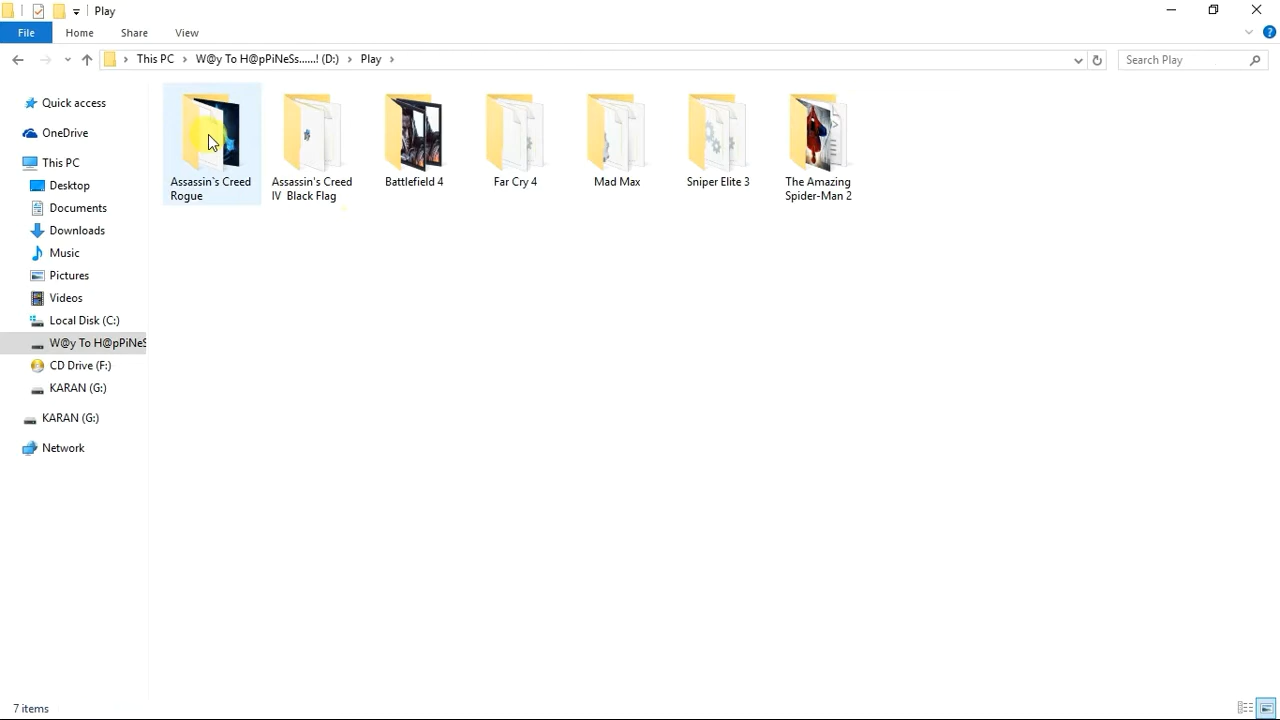 Play
File Home Share View
This PC W@y To H@pPiNeSs......! (D:) Play
Search Play
Quick access
OneDrive
This PC
Desktop
Documents
Downloads
Music
Pictures
Videos
Local Disk (C:)
W@y To H@pPiNeS
CD Drive (F:)
KARAN (G:)
KARAN (G:)
Network
Assassin`s Creed
Rogue
Assassin's Creed
IV Black Flag
Battlefield 4
Far Cry 4
Mad Max
Sniper Elite 3
The Amazing
Spider-Man 2
7 items